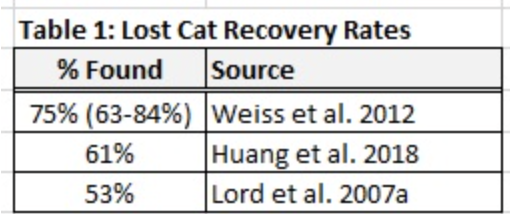 Table 1: Lost Cat Recovery Rates
% Found Source
75% (63-84%) Weiss et al. 2012
61% Huang et al. 2018
53% Lord et al. 2007a